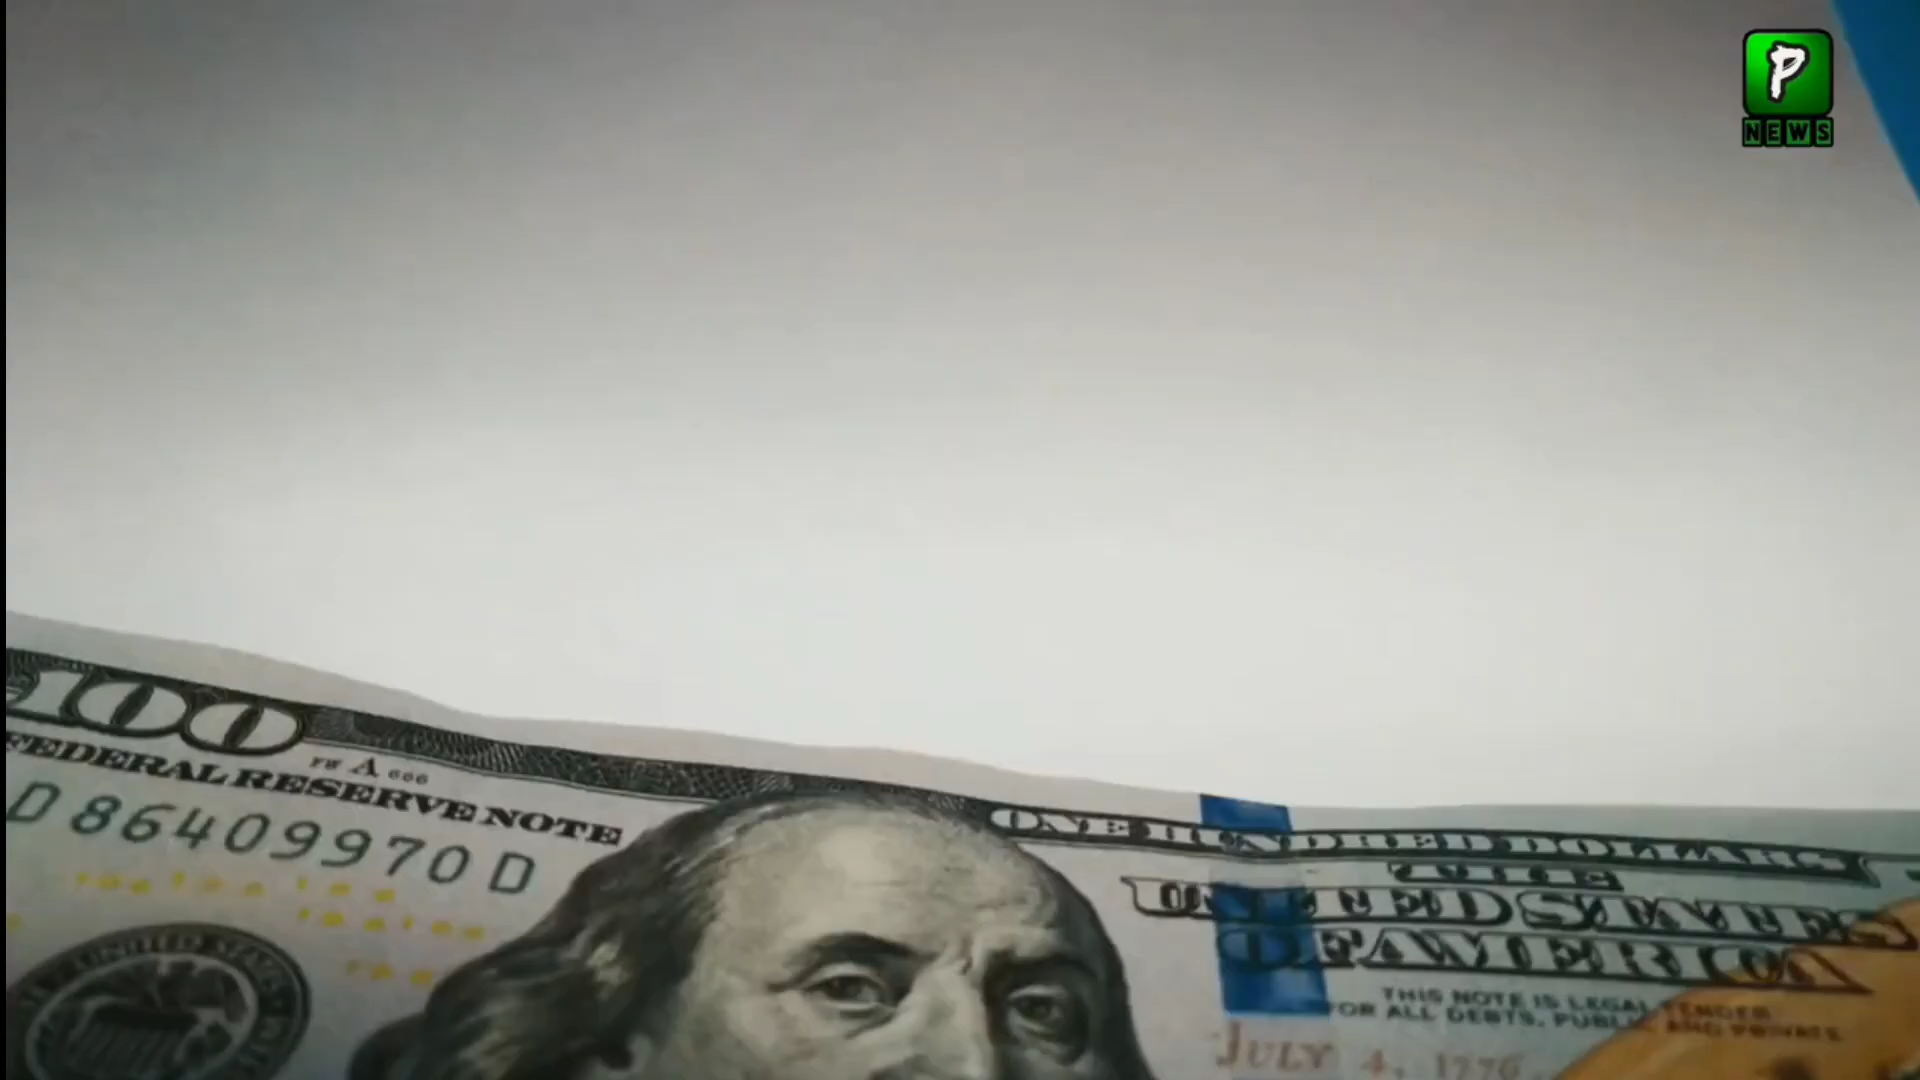 P
NEWS
100
FEDERAL RESERVE NOTE
FW A 666
D 86409970 D
ONE HUNDRED DOLLARS
THE
UNITED STATES
OF AMERICA
THIS NOTE IS LEGAL TENDER
FOR ALL DEBTS, PUBLIC AND PRIVATE
JULY 4, 1776